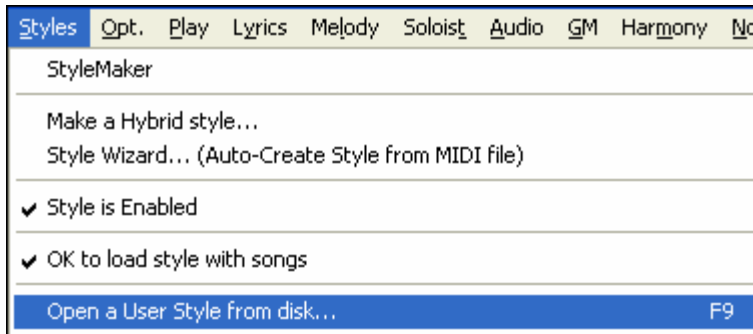 Styles Opt. Play Lyrics Melody Soloist Audio GM Harmony
StyleMaker
Make a Hybrid style...
Style Wizard... (Auto-Create Style from MIDI file)
✓ Style is Enabled
✓ OK to load style with songs
Open a User Style from disk... F9